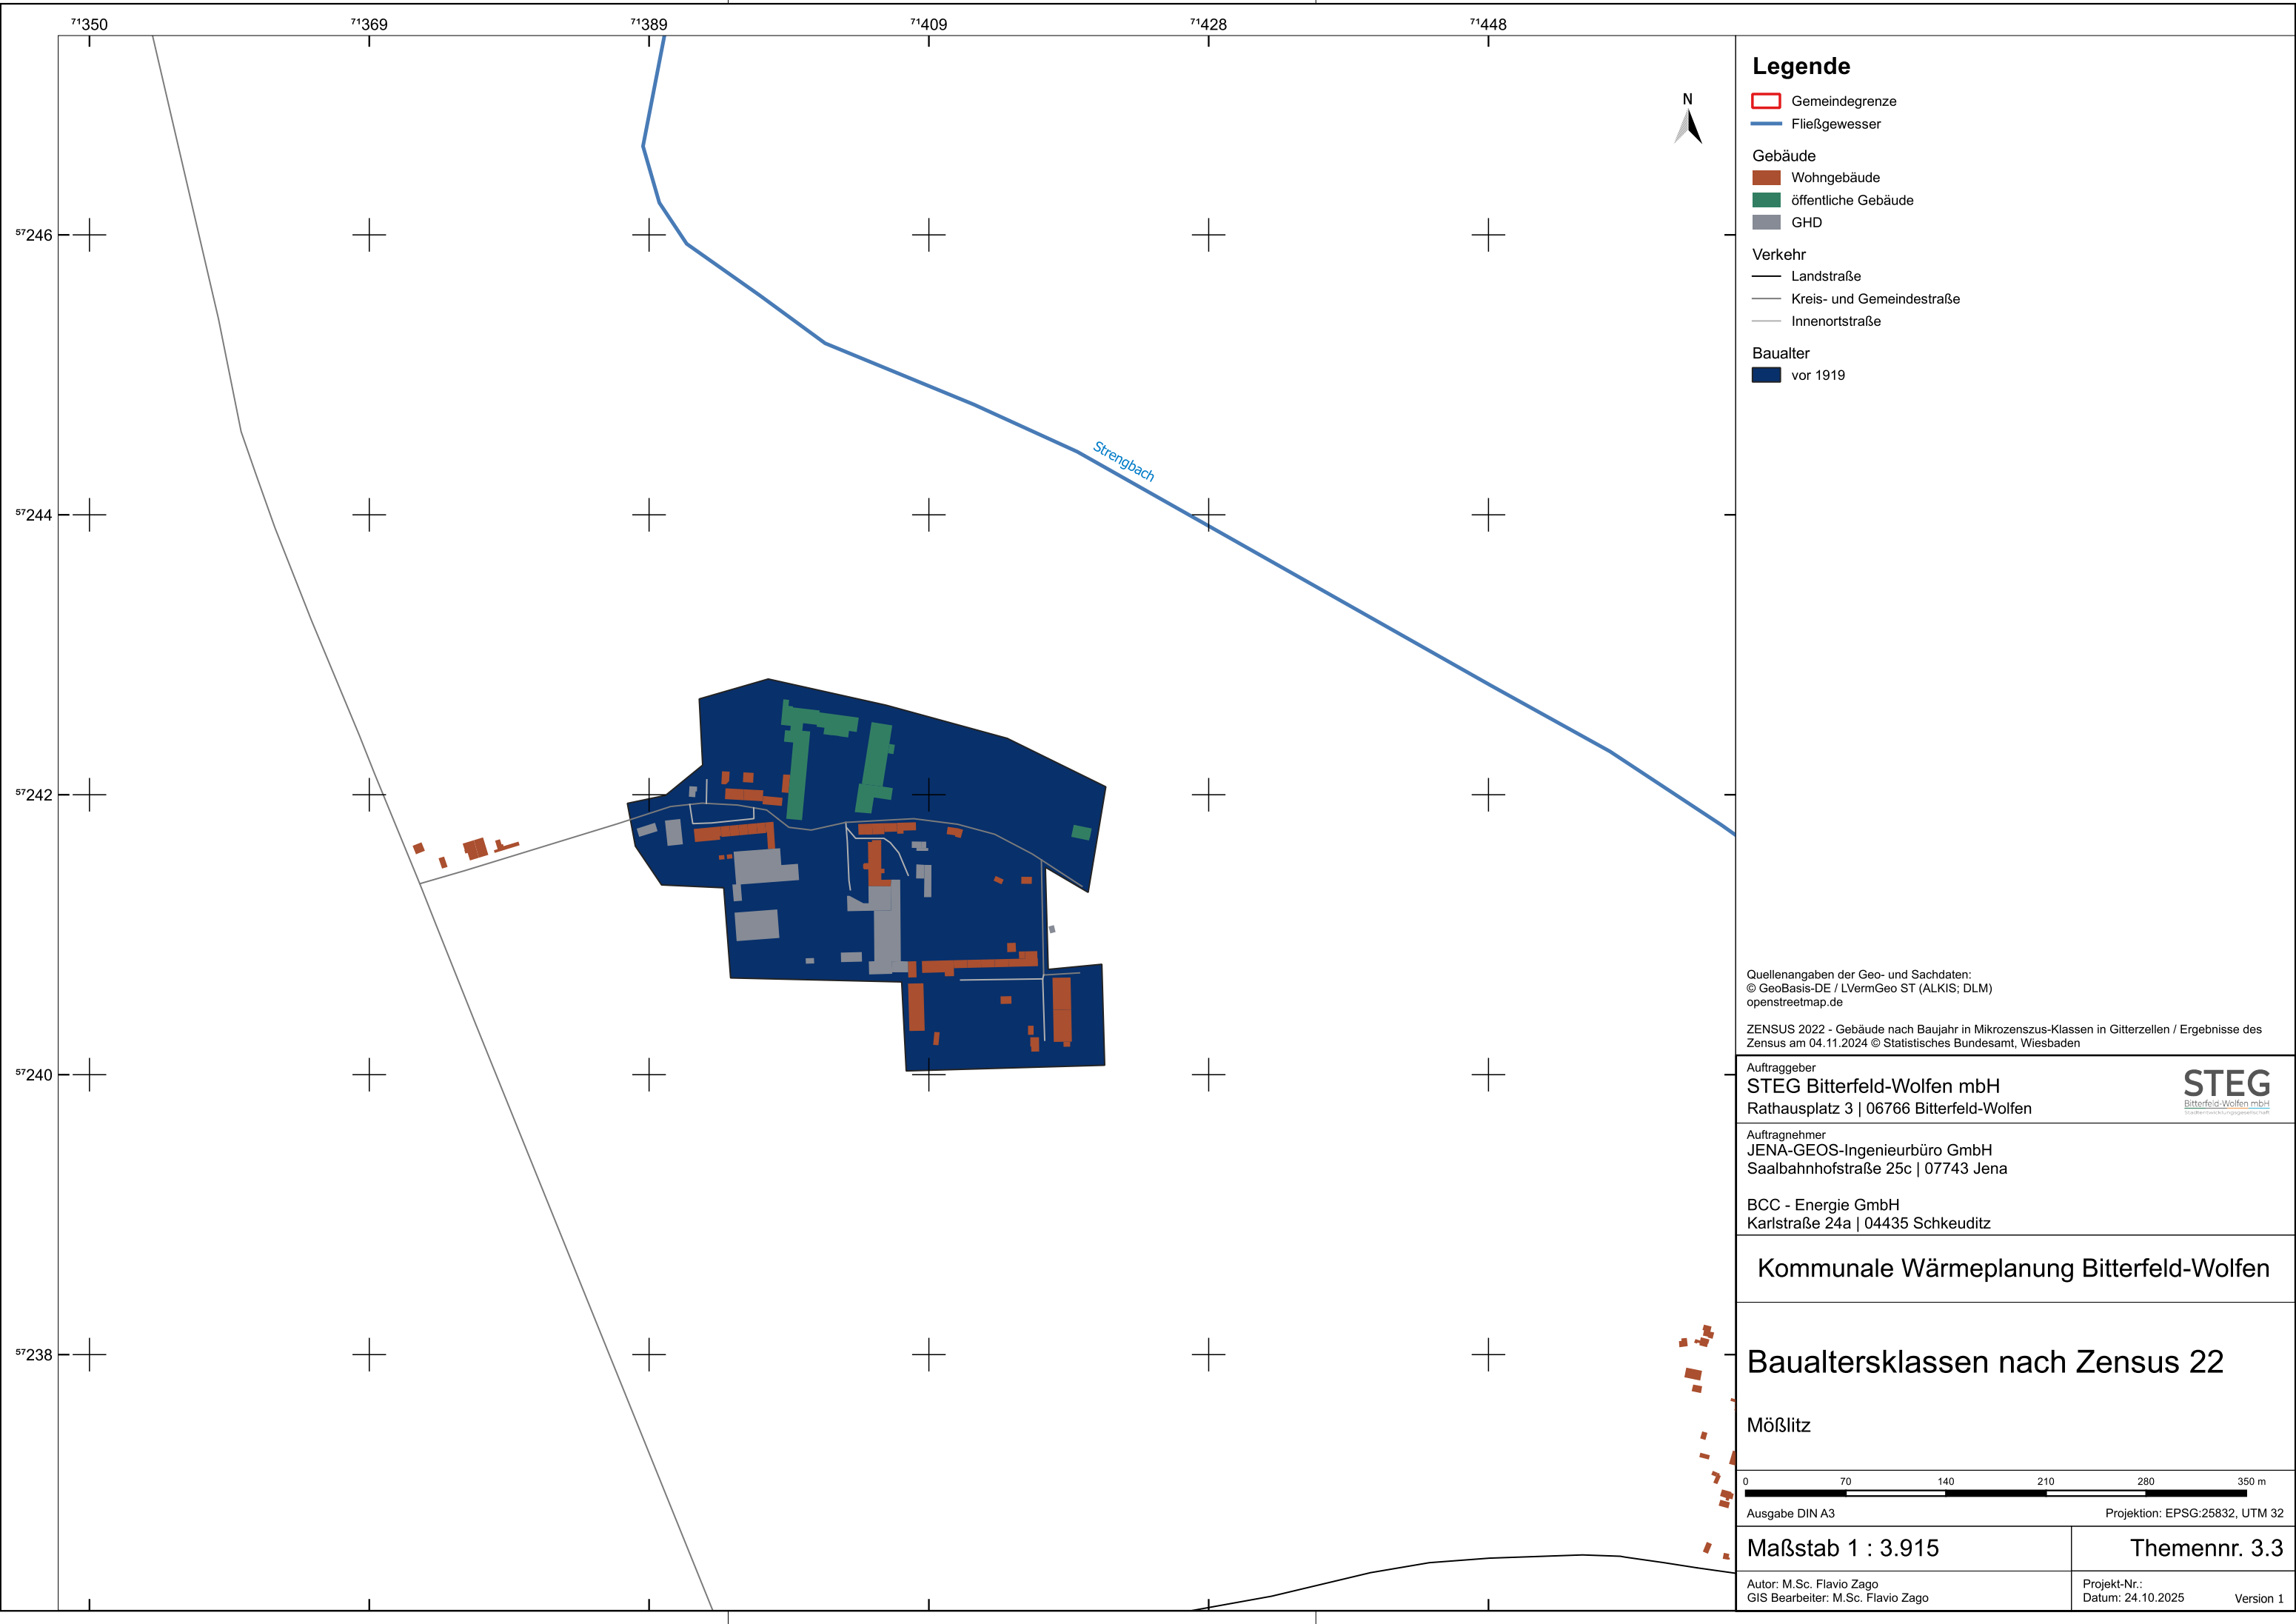 71350 71369 71389 71409 71428 71448
57246
57244
57242
57240
57238
Strengbach
N
Legende
Gemeindegrenze
Fließgewesser
Gebäude
Wohngebäude
öffentliche Gebäude
GHD
Verkehr
Landstraße
Kreis- und Gemeindestraße
Innenortstraße
Baualter
vor 1919
Quellenangaben der Geo- und Sachdaten:
© GeoBasis-DE / LVermGeo ST (ALKIS; DLM)
openstreetmap.de
ZENSUS 2022 - Gebäude nach Baujahr in Mikrozenszus-Klassen in Gitterzellen / Ergebnisse des
Zensus am 04.11.2024 © Statistisches Bundesamt, Wiesbaden
Auftraggeber
STEG Bitterfeld-Wolfen mbH
Rathausplatz 3 | 06766 Bitterfeld-Wolfen
STEG
Bitterfeld-Wolfen mbH
Stadtentwicklungsgesellschaft
Auftragnehmer
JENA-GEOS-Ingenieurbüro GmbH
Saalbahnhofstraße 25c | 07743 Jena
BCC - Energie GmbH
Karlstraße 24a | 04435 Schkeuditz
Kommunale Wärmeplanung Bitterfeld-Wolfen
Baualtersklassen nach Zensus 22
Mößlitz
0 70 140 210 280 350 m
Ausgabe DIN A3 Projektion: EPSG:25832, UTM 32
Maßstab 1 : 3.915 Themennr. 3.3
Autor: M.Sc. Flavio Zago
GIS Bearbeiter: M.Sc. Flavio Zago
Projekt-Nr.:
Datum: 24.10.2025 Version 1